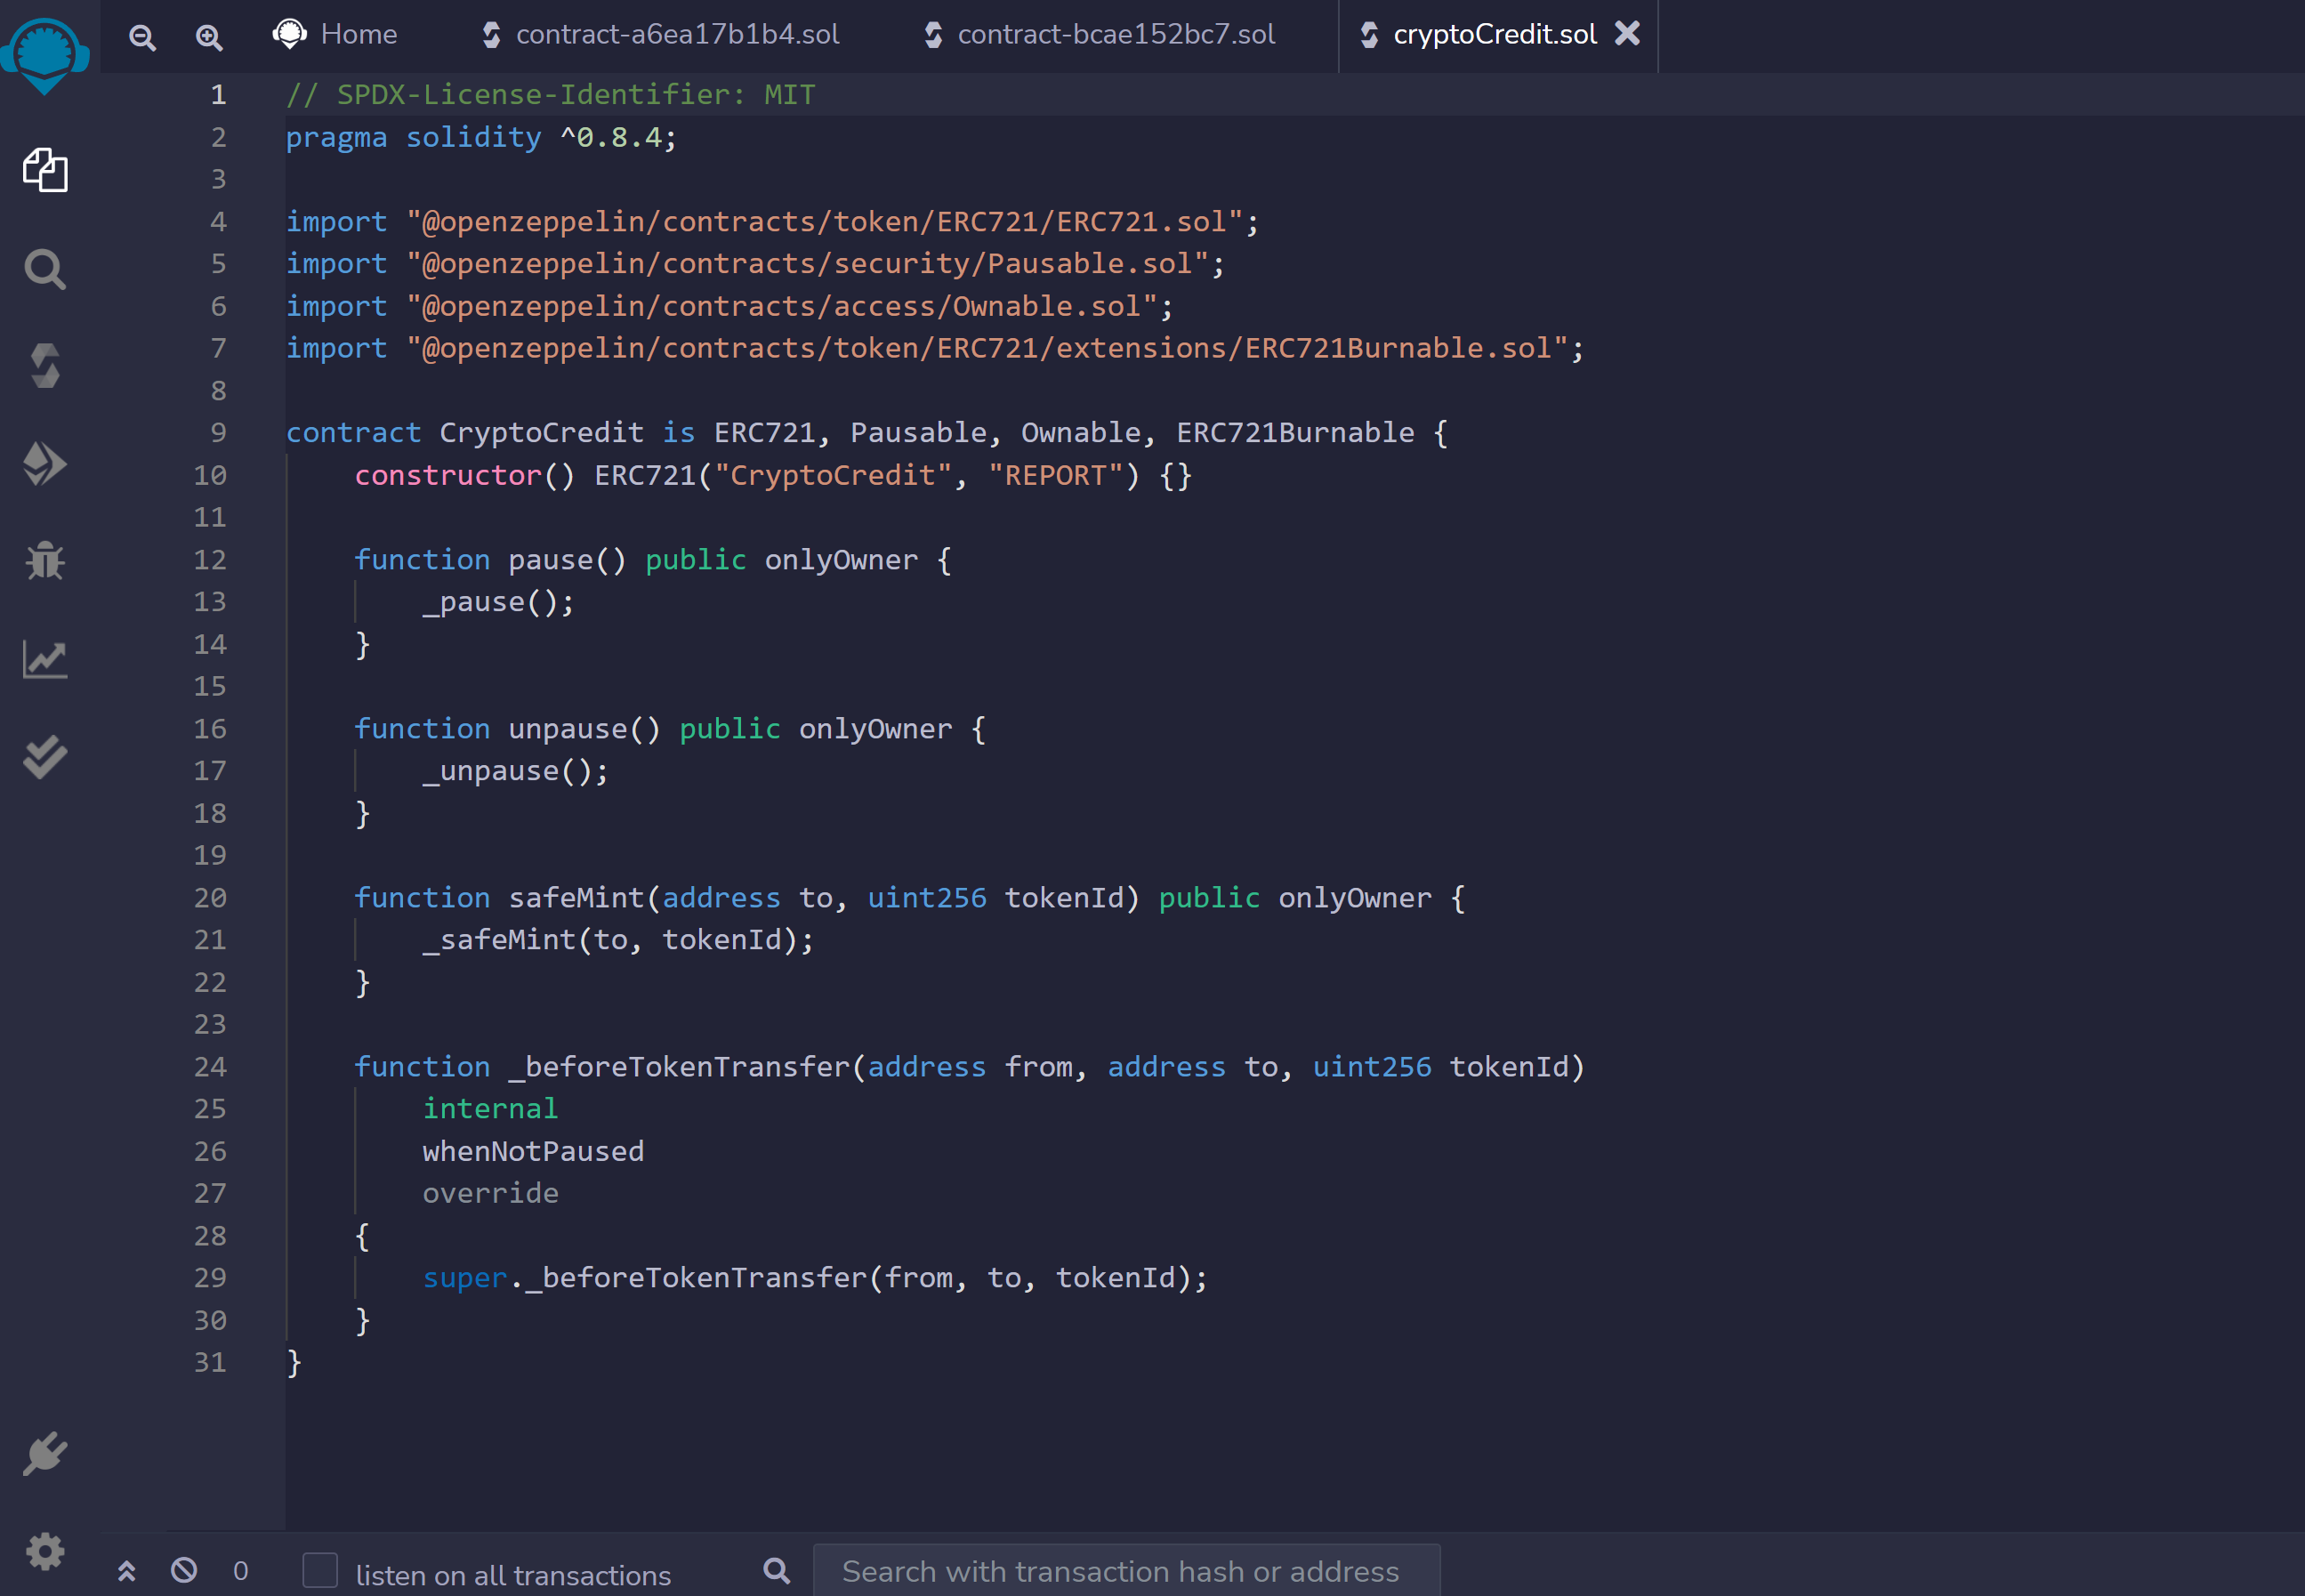 Home contract-a6ea17b1b4.sol contract-bcae152bc7.sol cryptoCredit.sol
1 // SPDX-License-Identifier: MIT
2 pragma solidity ^0.8.4;
3
4 import "@openzeppelin/contracts/token/ERC721/ERC721.sol";
5 import "@openzeppelin/contracts/security/Pausable.sol";
6 import "@openzeppelin/contracts/access/Ownable.sol";
7 import "@openzeppelin/contracts/token/ERC721/extensions/ERC721Burnable.sol";
8
9 contract CryptoCredit is ERC721, Pausable, Ownable, ERC721Burnable {
10     constructor() ERC721("CryptoCredit", "REPORT") {}
11
12     function pause() public onlyOwner {
13         _pause();
14     }
15
16     function unpause() public onlyOwner {
17         _unpause();
18     }
19
20     function safeMint(address to, uint256 tokenId) public onlyOwner {
21         _safeMint(to, tokenId);
22     }
23
24     function _beforeTokenTransfer(address from, address to, uint256 tokenId)
25         internal
26         whenNotPaused
27         override
28     {
29         super._beforeTokenTransfer(from, to, tokenId);
30     }
31 }
0 listen on all transactions Search with transaction hash or address